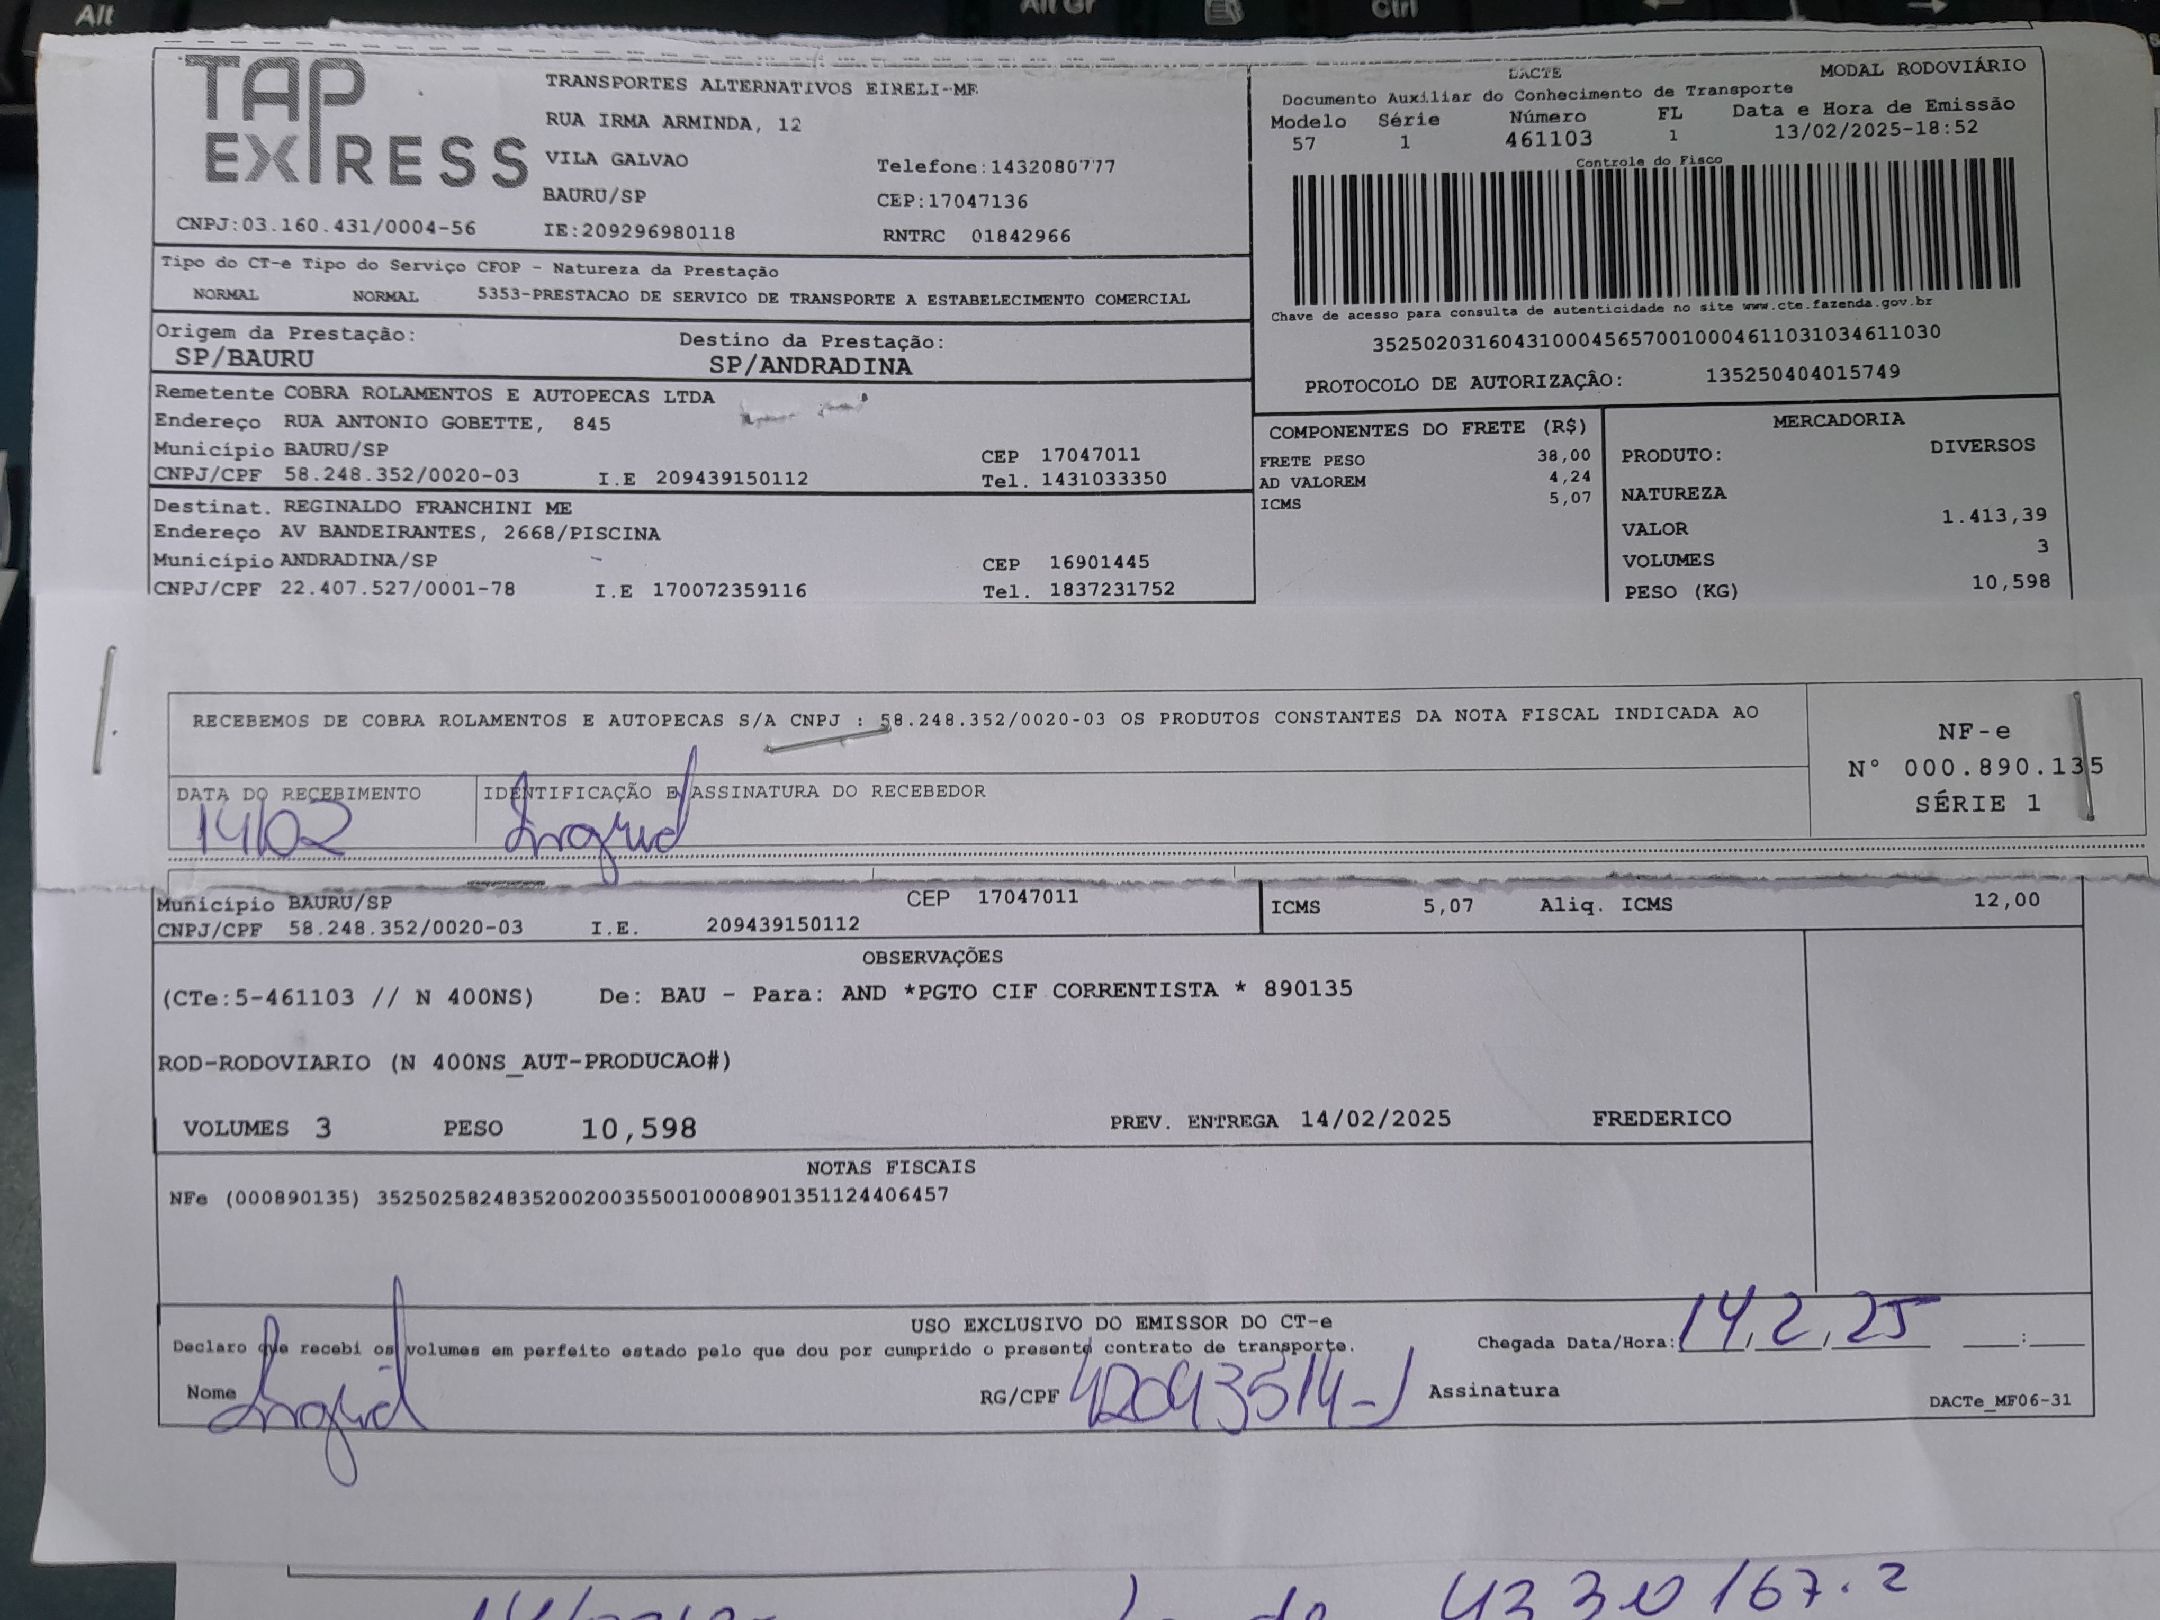 Alt
Alt Gr
Ctrl
TAP EXPRESS
TRANSPORTES ALTERNATIVOS EIRELI-ME
RUA IRMA ARMINDA, 12
VILA GALVAO
Telefone:1432080777
BAURU/SP
CEP:17047136
CNPJ:03.160.431/0004-56
IE:209296980118
RNTRC 01842966
DACTE
MODAL RODOVIÁRIO
Documento Auxiliar do Conhecimento de Transporte
Modelo Série Número FL Data e Hora de Emissão
57 1 461103 1 13/02/2025-18:52
Controle do Fisco
Chave de acesso para consulta de autenticidade no site www.cte.fazenda.gov.br
35250203160431000456570010004611031034611030
PROTOCOLO DE AUTORIZAÇÃO: 135250404015749
Tipo do CT-e Tipo do Serviço CFOP - Natureza da Prestação
NORMAL NORMAL 5353-PRESTACAO DE SERVICO DE TRANSPORTE A ESTABELECIMENTO COMERCIAL
Origem da Prestação: Destino da Prestação:
SP/BAURU SP/ANDRADINA
Remetente COBRA ROLAMENTOS E AUTOPECAS LTDA
Endereço RUA ANTONIO GOBETTE, 845
Município BAURU/SP CEP 17047011
CNPJ/CPF 58.248.352/0020-03 I.E 209439150112 Tel. 1431033350
Destinat. REGINALDO FRANCHINI ME
Endereço AV BANDEIRANTES, 2668/PISCINA
Município ANDRADINA/SP CEP 16901445
CNPJ/CPF 22.407.527/0001-78 I.E 170072359116 Tel. 1837231752
COMPONENTES DO FRETE (R$)
FRETE PESO 38,00
AD VALOREM 4,24
ICMS 5,07
MERCADORIA
PRODUTO: DIVERSOS
NATUREZA
VALOR 1.413,39
VOLUMES 3
PESO (KG) 10,598
RECEBEMOS DE COBRA ROLAMENTOS E AUTOPECAS S/A CNPJ : 58.248.352/0020-03 OS PRODUTOS CONSTANTES DA NOTA FISCAL INDICADA AO
NF-e
N° 000.890.135
SÉRIE 1
DATA DO RECEBIMENTO IDENTIFICAÇÃO E ASSINATURA DO RECEBEDOR
14/02 Ingrid
Município BAURU/SP CEP 17047011
CNPJ/CPF 58.248.352/0020-03 I.E. 209439150112
ICMS 5,07 Aliq. ICMS 12,00
OBSERVAÇÕES
(CTe:5-461103 // N 400NS) De: BAU - Para: AND *PGTO CIF CORRENTISTA * 890135
ROD-RODOVIARIO (N 400NS_AUT-PRODUCAO#)
VOLUMES 3 PESO 10,598 PREV. ENTREGA 14/02/2025 FREDERICO
NOTAS FISCAIS
NFe (000890135) 35250258248352002003550010008901351124406457
USO EXCLUSIVO DO EMISSOR DO CT-e
Declaro que recebi os volumes em perfeito estado pelo que dou por cumprido o presente contrato de transporte.
Chegada Data/Hora: 14/2/25 :
Nome Ingrid RG/CPF 42043514-1 Assinatura
DACTe_MF06-31
4330167.2